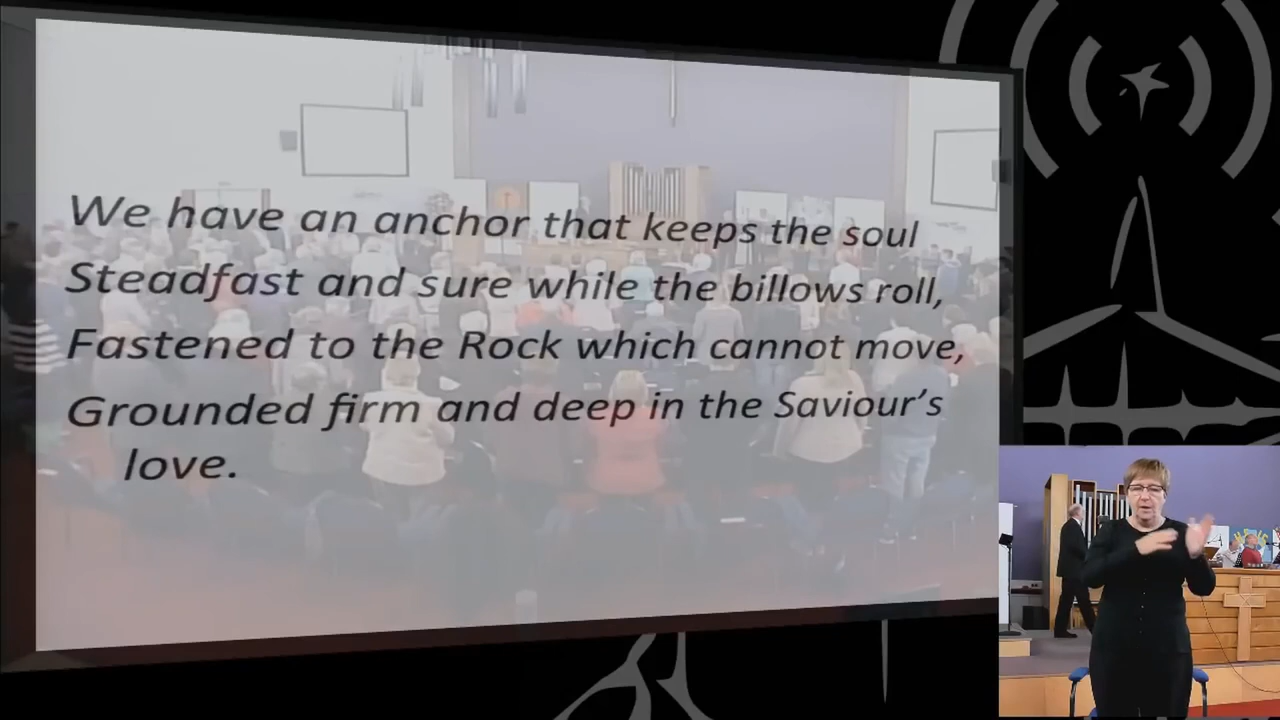 We have an anchor that keeps the soul
Steadfast and sure while the billows roll,
Fastened to the Rock which cannot move,
Grounded firm and deep in the Saviour's
love.